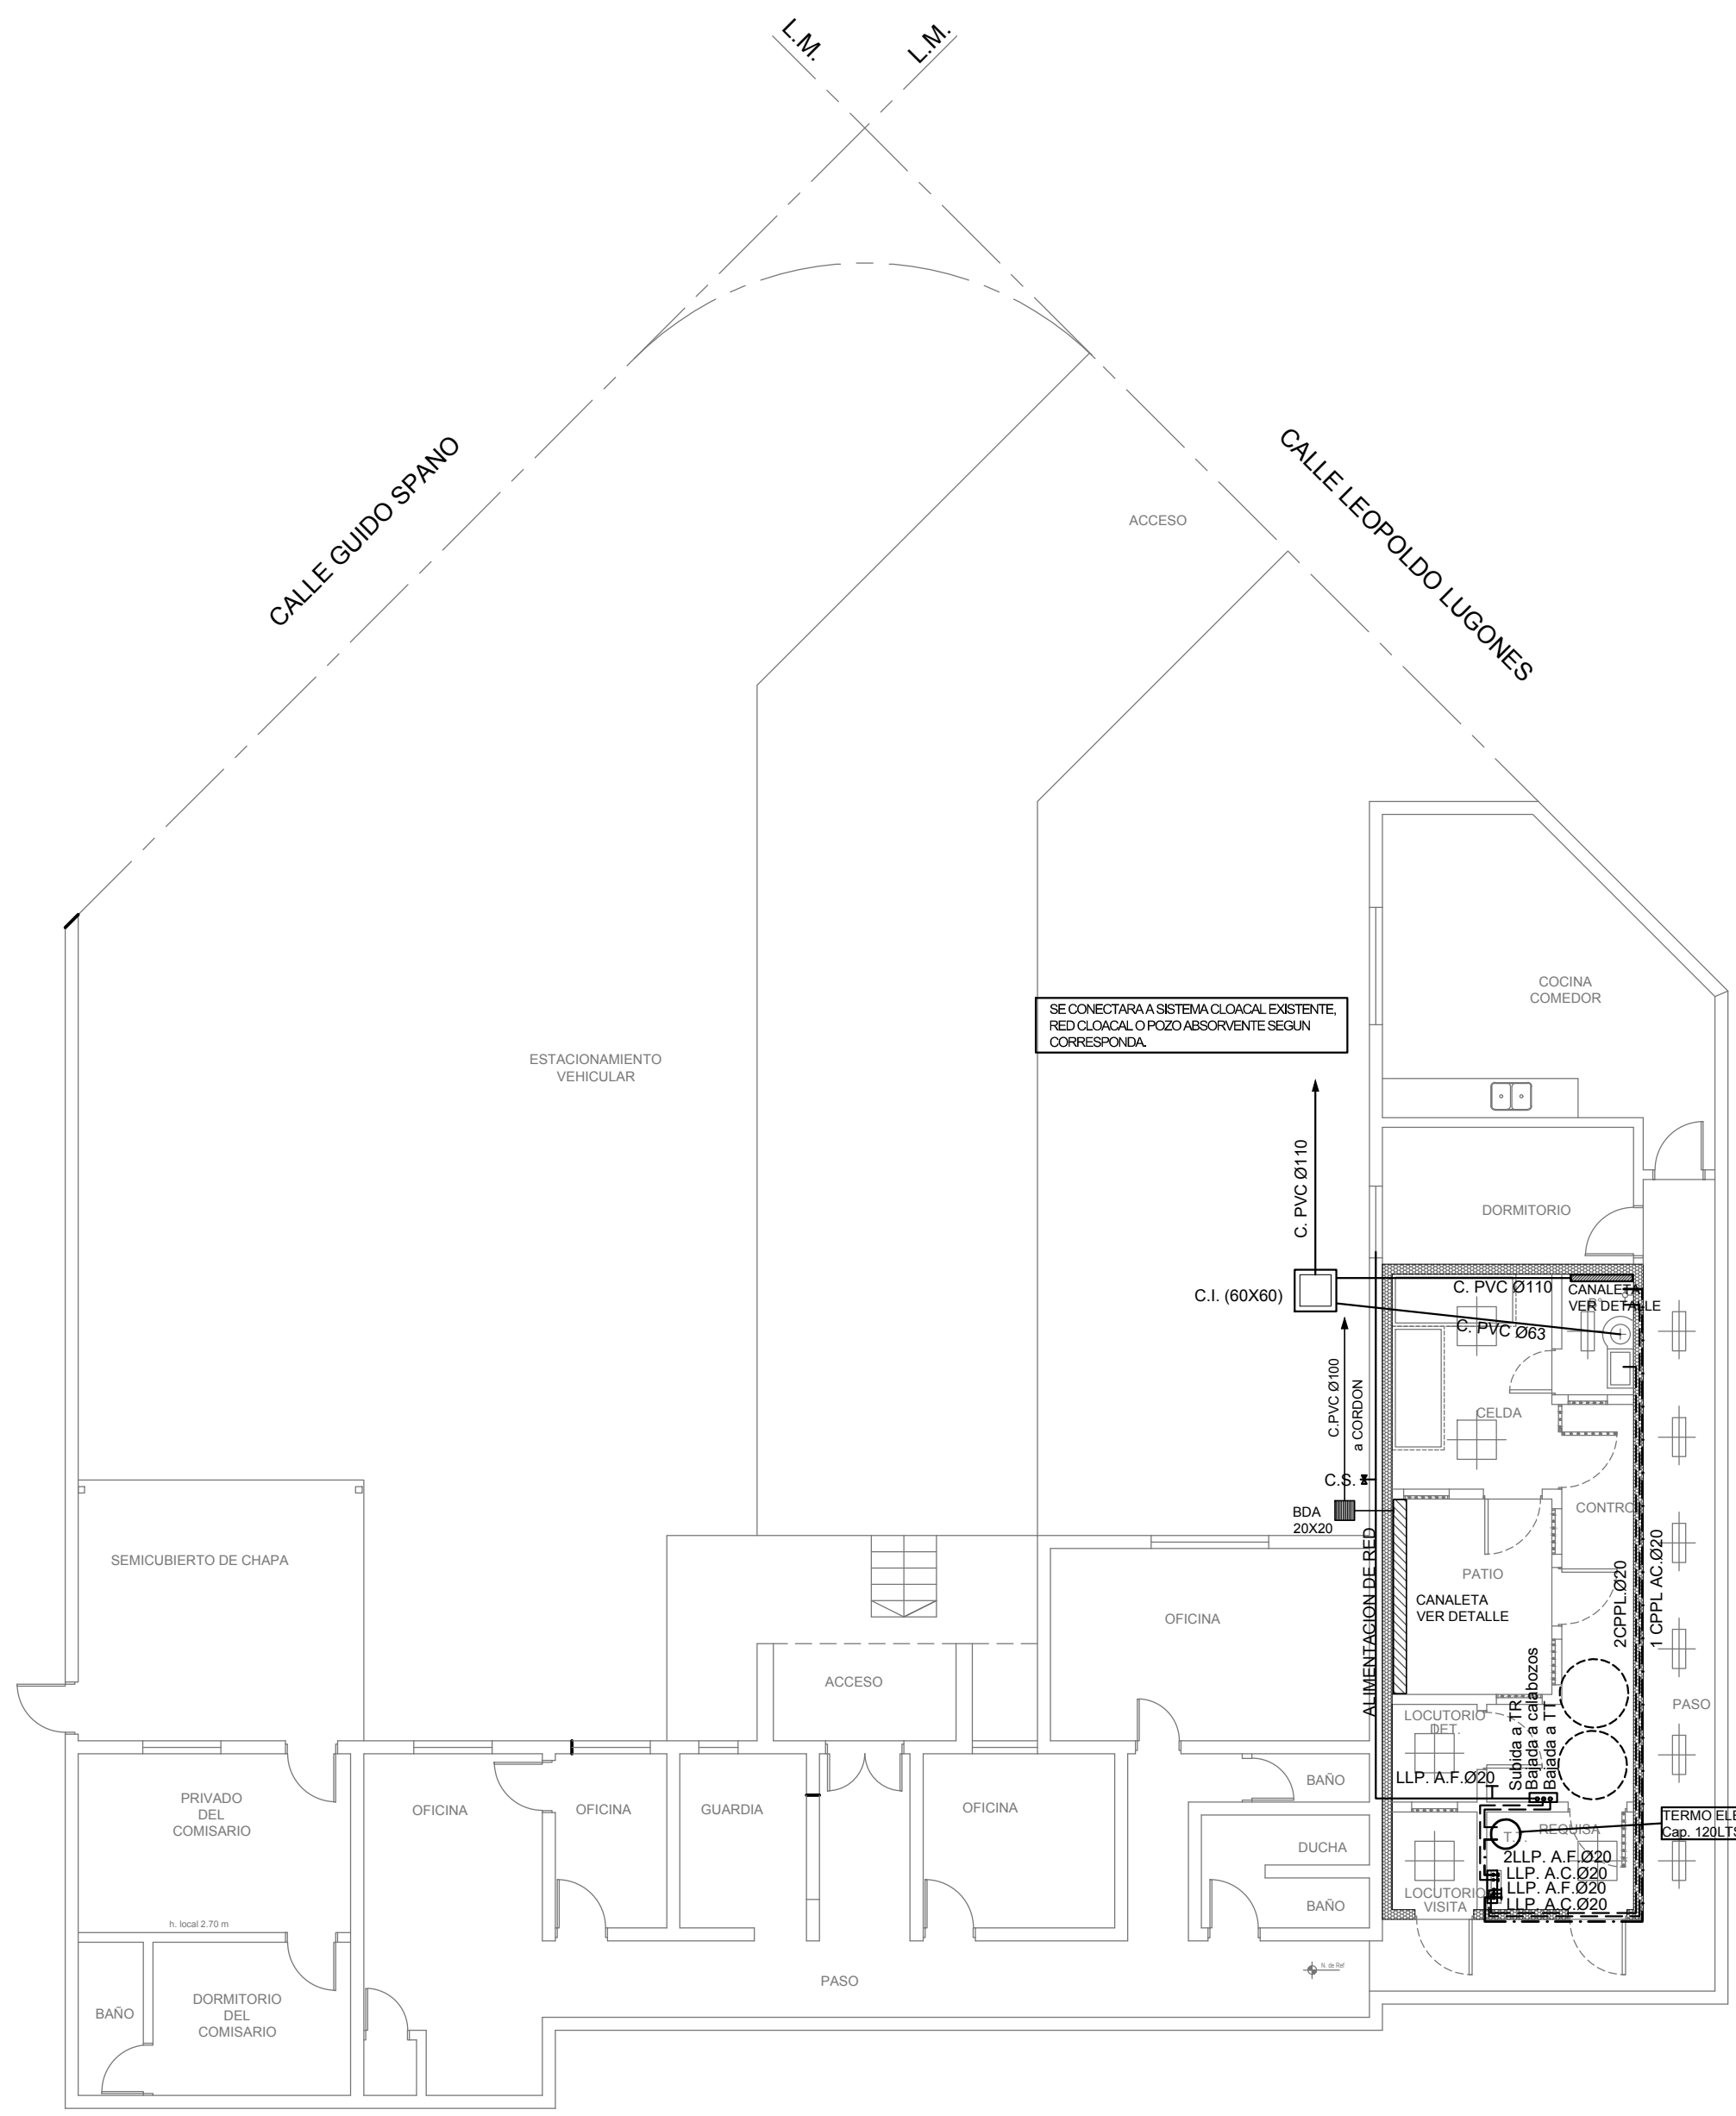 L.M.
L.M.
CALLE GUIDO SPANO
CALLE LEOPOLDO LUGONES
ACCESO
COCINA
COMEDOR
SE CONECTARA A SISTEMA CLOACAL EXISTENTE,
RED CLOACAL O POZO ABSORVENTE SEGUN
CORRESPONDA.
ESTACIONAMIENTO
VEHICULAR
C. PVC Ø110
DORMITORIO
C.I. (60X60)
C. PVC Ø110
CANALETA
VER DETALLE
C. PVC Ø63
C.PVC Ø100
a CORDON
CELDA
C.S.
BDA
20X20
CONTRO
SEMICUBIERTO DE CHAPA
PATIO
CANALETA
VER DETALLE
ALIMENTACION DE RED
2CPPL.Ø20
1 CPPL AC.Ø20
OFICINA
ACCESO
PASO
LOCUTORIO
DET.
Subida a TR
Bajada a calabozos
Bajada a TT
LLP. A.F.Ø20
BAÑO
PRIVADO
DEL
COMISARIO
OFICINA
OFICINA
GUARDIA
OFICINA
TERMO ELE
Cap. 120LTS
REQUISA
T.
DUCHA
2LLP. A.F.Ø20
LLP. A.C.Ø20
LLP. A.F.Ø20
LLP. A.C.Ø20
LOCUTORIO
VISITA
BAÑO
h. local 2.70 m
N. de Ref
PASO
BAÑO
DORMITORIO
DEL
COMISARIO